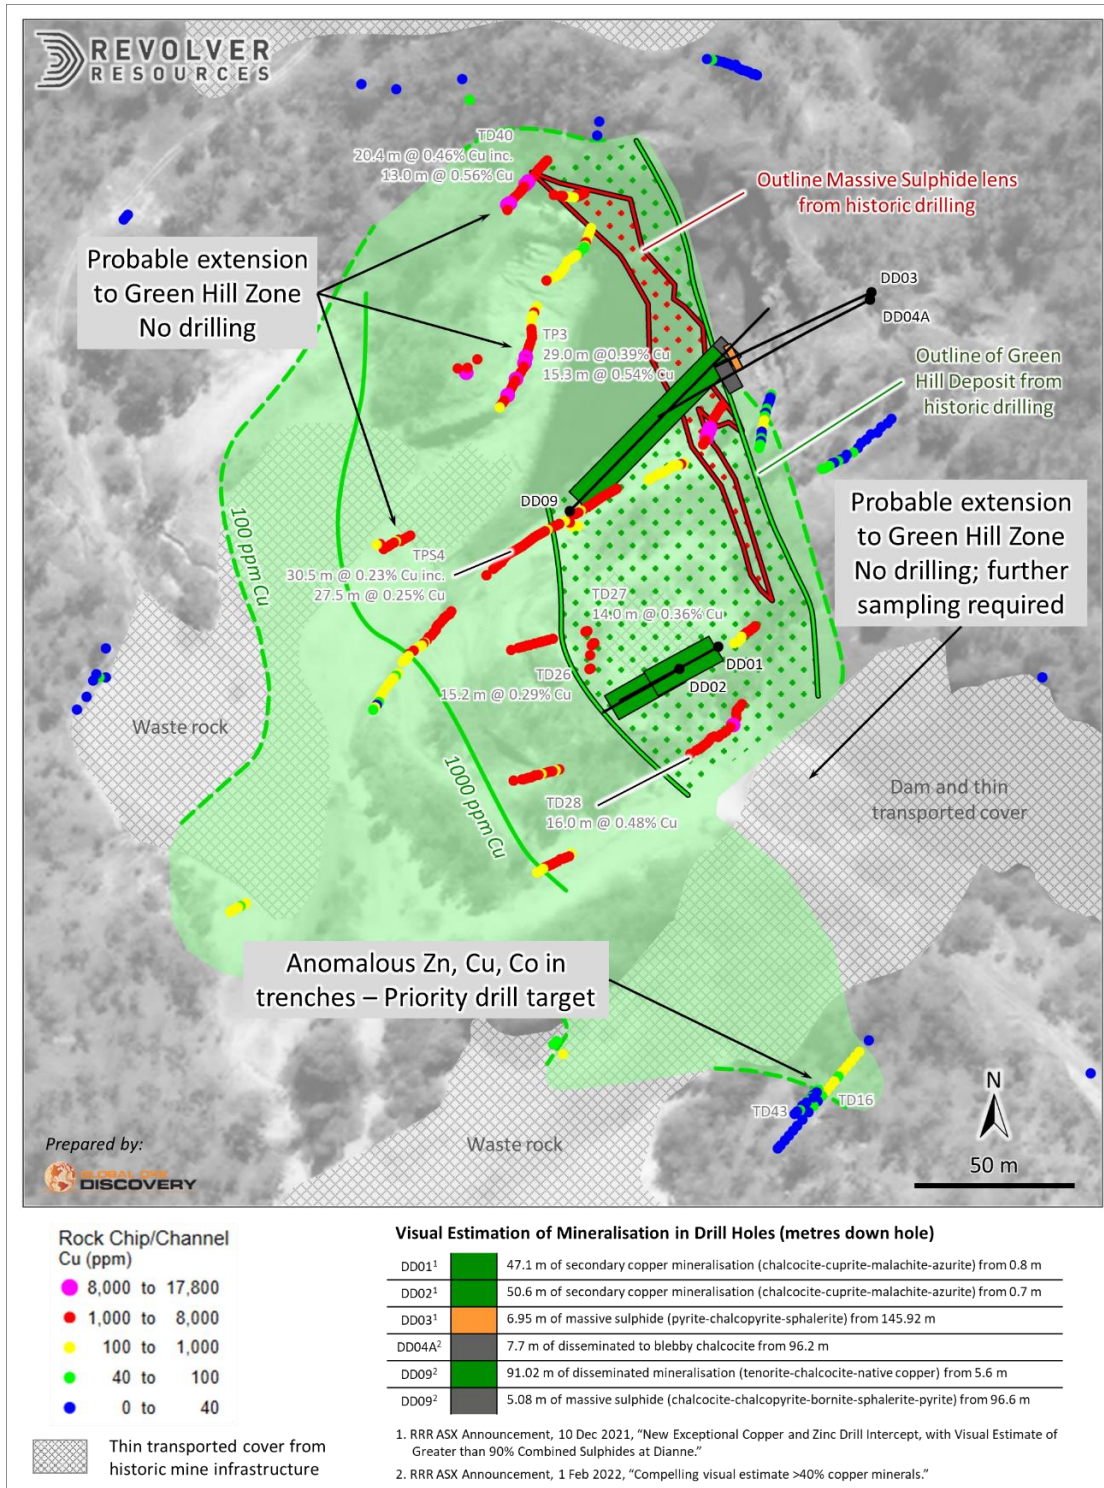 REVOLVER
RESOURCES
TD40
20.4 m @ 0.46% Cu inc.
13.0 m @ 0.56% Cu
Outline Massive Sulphide lens
from historic drilling
Probable extension
to Green Hill Zone
No drilling
DD03
DD04A
TP3
29.0 m @0.39% Cu
15.3 m @ 0.54% Cu
Outline of Green
Hill Deposit from
historic drilling
DD09
Probable extension
to Green Hill Zone
No drilling; further
sampling required
100 ppm Cu
TPS4
30.5 m @ 0.23% Cu inc.
27.5 m @ 0.25% Cu
TD27
14.0 m @ 0.36% Cu
DD01
DD02
TD26
15.2 m @ 0.29% Cu
Waste rock
1000 ppm Cu
TD28
16.0 m @ 0.48% Cu
Dam and thin
transported cover
Anomalous Zn, Cu, Co in
trenches – Priority drill target
TD43
TD16
N
50 m
Waste rock
Prepared by:
GLOBAL ORE
DISCOVERY
Rock Chip/Channel
Cu (ppm)
8,000 to 17,800
1,000 to 8,000
100 to 1,000
40 to 100
0 to 40
Thin transported cover from
historic mine infrastructure
Visual Estimation of Mineralisation in Drill Holes (metres down hole)
DD01¹ 47.1 m of secondary copper mineralisation (chalcocite-cuprite-malachite-azurite) from 0.8 m
DD02¹ 50.6 m of secondary copper mineralisation (chalcocite-cuprite-malachite-azurite) from 0.7 m
DD03¹ 6.95 m of massive sulphide (pyrite-chalcopyrite-sphalerite) from 145.92 m
DD04A² 7.7 m of disseminated to blebby chalcocite from 96.2 m
DD09² 91.02 m of disseminated mineralisation (tenorite-chalcocite-native copper) from 5.6 m
DD09² 5.08 m of massive sulphide (chalcocite-chalcopyrite-bornite-sphalerite-pyrite) from 96.6 m
1. RRR ASX Announcement, 10 Dec 2021, “New Exceptional Copper and Zinc Drill Intercept, with Visual Estimate of
Greater than 90% Combined Sulphides at Dianne.”
2. RRR ASX Announcement, 1 Feb 2022, “Compelling visual estimate >40% copper minerals.”